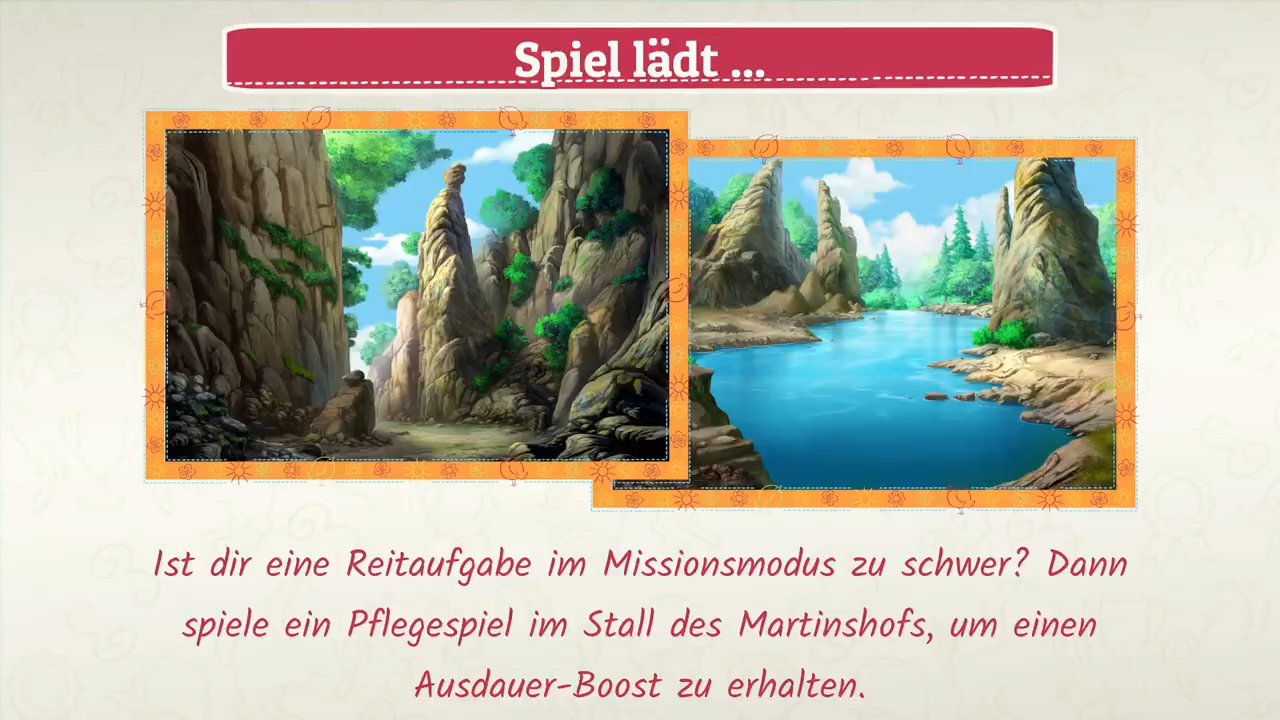 Spiel lädt ...
Ist dir eine Reitaufgabe im Missionsmodus zu schwer? Dann
spiele ein Pflegespiel im Stall des Martinshofs, um einen
Ausdauer-Boost zu erhalten.